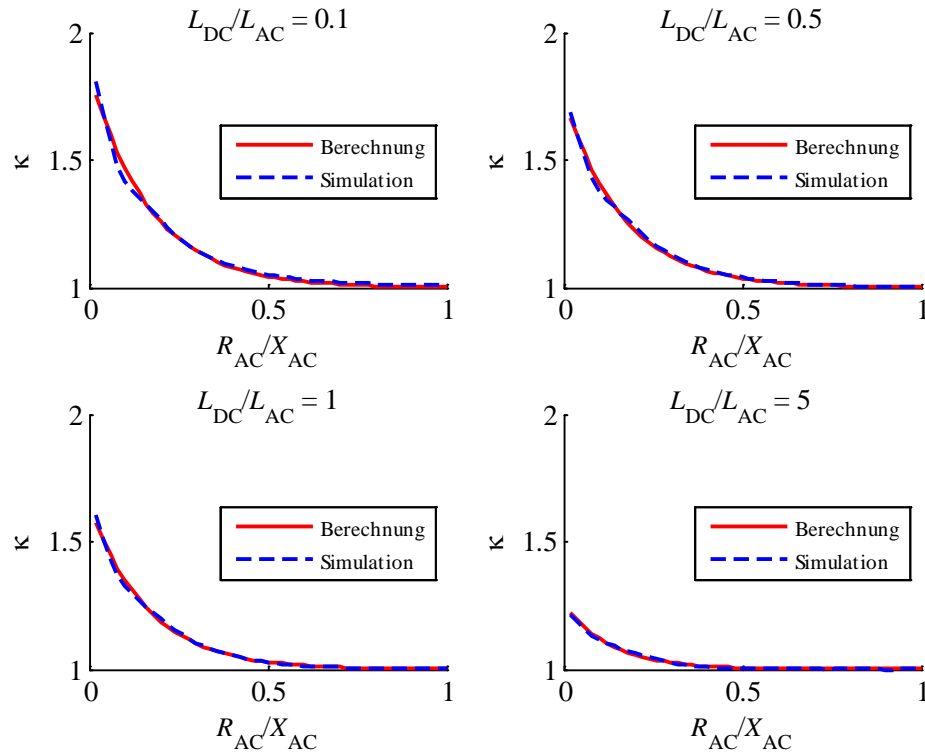 L_DC/L_AC = 0.1
2
1.5
1
κ
Berechnung
Simulation
0
0.5
1
R_AC/X_AC
L_DC/L_AC = 0.5
2
1.5
1
κ
Berechnung
Simulation
0
0.5
1
R_AC/X_AC
L_DC/L_AC = 1
2
1.5
1
κ
Berechnung
Simulation
0
0.5
1
R_AC/X_AC
L_DC/L_AC = 5
2
1.5
1
κ
Berechnung
Simulation
0
0.5
1
R_AC/X_AC